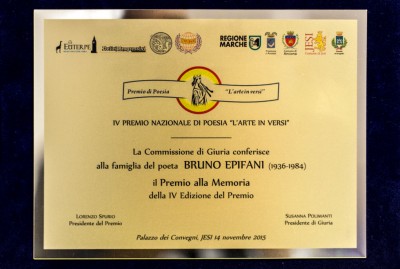 EUTERPE
REGIONE
MARCHE
JESI
Premio di Poesia "L'arte in versi"
IV PREMIO NAZIONALE DI POESIA "L'ARTE IN VERSI"
La Commissione di Giuria conferisce
alla famiglia del poeta BRUNO EPIFANI (1936-1984)
il Premio alla Memoria
della IV Edizione del Premio
LORENZO SPURIO
Presidente del Premio
SUSANNA POLIMANTI
Presidente di Giuria
Palazzo dei Convegni, JESI 14 novembre 2015